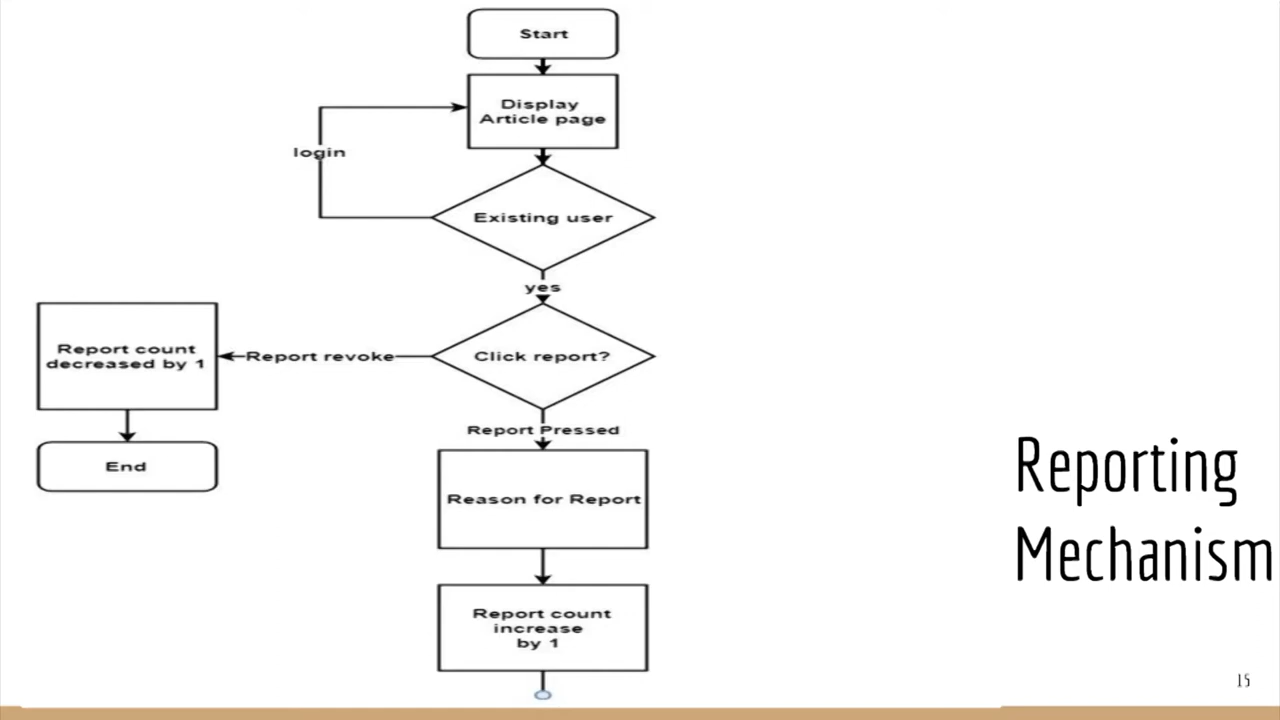 Start
Display
Article page
login
Existing user
yes
Report count
decreased by 1
Report revoke
Click report?
Report Pressed
End
Reason for Report
Report count
increase
by 1
Reporting
Mechanism
15